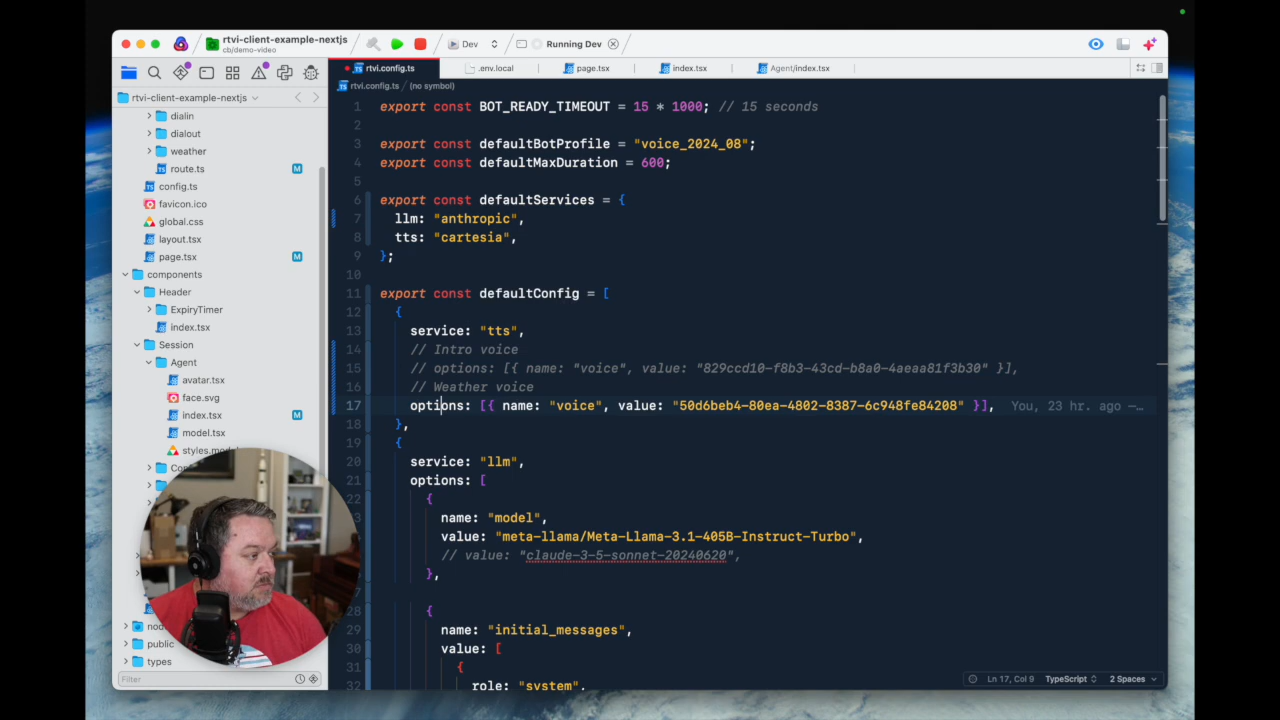 rtvi-client-example-nextjs
cb/demo-video
Dev
Running Dev
rtvi.config.ts
.env.local
page.tsx
index.tsx
Agent/index.tsx
rtvi-client-example-nextjs
rtvi.config.ts › (no symbol)
dialin
dialout
weather
route.ts M
config.ts
favicon.ico
global.css
layout.tsx
page.tsx M
components
Header
ExpiryTimer
index.tsx
Session
Agent
avatar.tsx
face.svg
index.tsx M
model.tsx
public
types
Filter
1 export const BOT_READY_TIMEOUT = 15 * 1000; // 15 seconds
2
3 export const defaultBotProfile = "voice_2024_08";
4 export const defaultMaxDuration = 600;
5
6 export const defaultServices = {
7 llm: "anthropic",
8 tts: "cartesia",
9 };
10
11 export const defaultConfig = [
12 {
13 service: "tts",
14 // Intro voice
15 // options: [{ name: "voice", value: "829ccd10-f8b3-43cd-b8a0-4aeaa81f3b30" }],
16 // Weather voice
17 options: [{ name: "voice", value: "50d6beb4-80ea-4802-8387-6c948fe84208" }], You, 23 hr. ago —…
18 },
19 {
20 service: "llm",
21 options: [
22 {
name: "model",
value: "meta-llama/Meta-Llama-3.1-405B-Instruct-Turbo",
// value: "claude-3-5-sonnet-20240620",
},
28 {
29 name: "initial_messages",
30 value: [
31 {
32 role: "system",
Ln 17, Col 9
TypeScript
2 Spaces